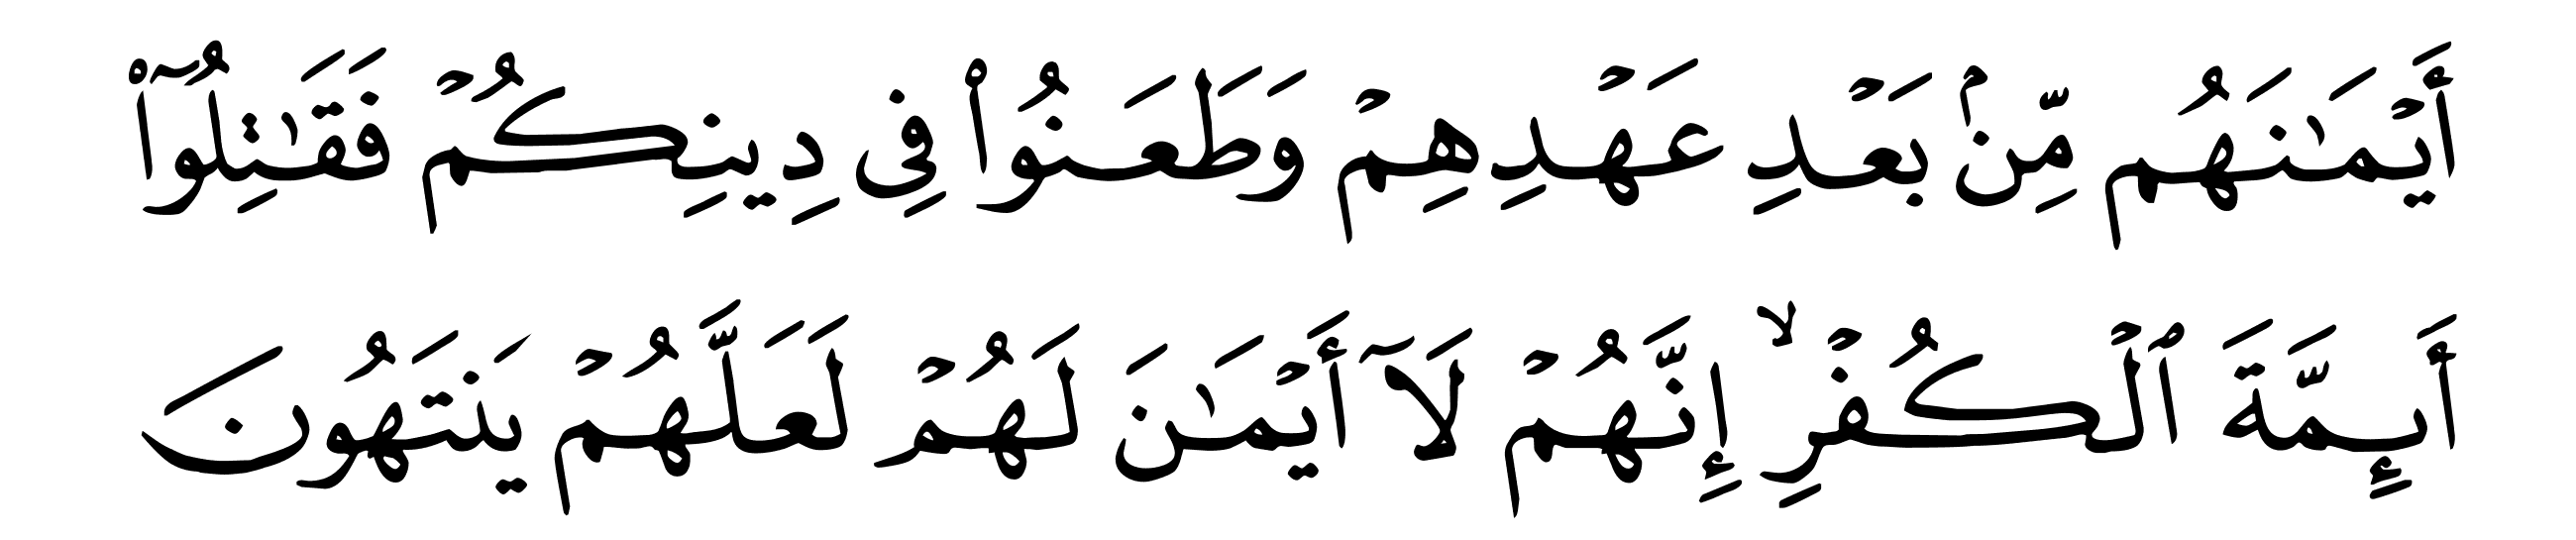 أَيْمَـٰنَهُم مِّنۢ بَعْدِ عَهْدِهِمْ وَطَعَنُوا۟ فِى دِينِكُمْ فَقَـٰتِلُوٓا۟
أَئِمَّةَ ٱلْكُفْرِ ۙ إِنَّهُمْ لَآ أَيْمَـٰنَ لَهُمْ لَعَلَّهُمْ يَنتَهُونَ